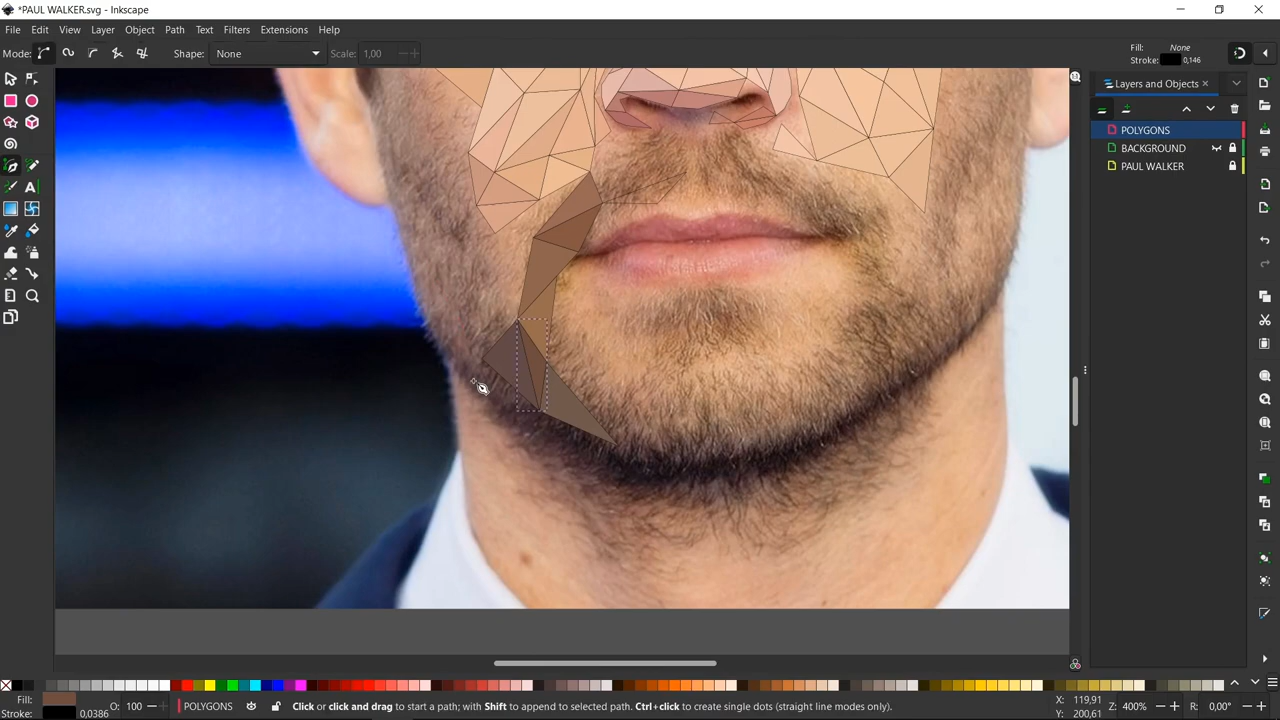 *PAUL WALKER.svg - Inkscape
File Edit View Layer Object Path Text Filters Extensions Help
Mode: Shape: None Scale: 1,00
Fill: None
Stroke: 0,146
Layers and Objects
POLYGONS
BACKGROUND
PAUL WALKER
Fill:
Stroke: 0,0386
O: 100
POLYGONS
Click or click and drag to start a path; with Shift to append to selected path. Ctrl+click to create single dots (straight line modes only).
X: 119,91
Y: 200,61
Z: 400%
R: 0,00°